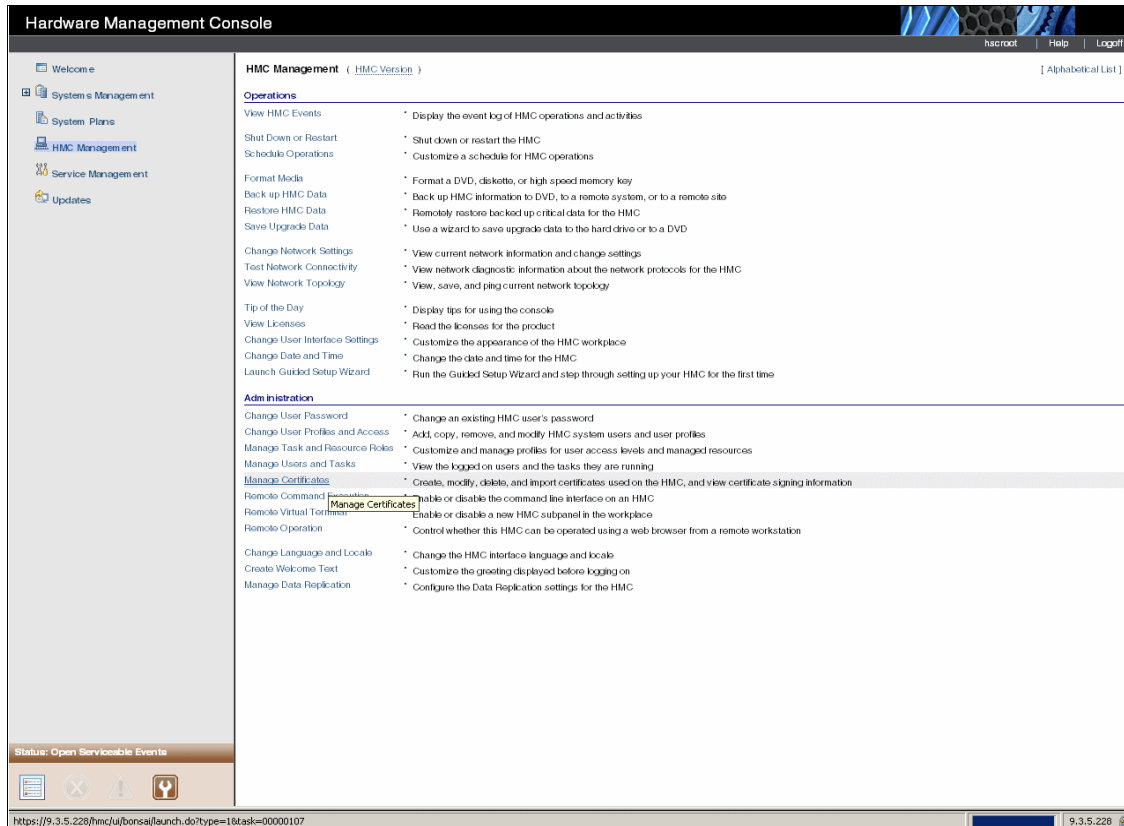 Hardware Management Console
hscroot | Help | Logoff
Welcome
Systems Management
System Plans
HMC Management
Service Management
Updates
HMC Management ( HMC Version )
[ Alphabetical List ]
Operations
View HMC Events • Display the event log of HMC operations and activities
Shut Down or Restart • Shut down or restart the HMC
Schedule Operations • Customize a schedule for HMC operations
Format Media • Format a DVD, diskette, or high speed memory key
Back up HMC Data • Back up HMC information to DVD, to a remote system, or to a remote site
Restore HMC Data • Remotely restore backed up critical data for the HMC
Save Upgrade Data • Use a wizard to save upgrade data to the hard drive or to a DVD
Change Network Settings • View current network information and change settings
Test Network Connectivity • View network diagnostic information about the network protocols for the HMC
View Network Topology • View, save, and ping current network topology
Tip of the Day • Display tips for using the console
View Licenses • Read the licenses for the product
Change User Interface Settings • Customize the appearance of the HMC workplace
Change Date and Time • Change the date and time for the HMC
Launch Guided Setup Wizard • Run the Guided Setup Wizard and step through setting up your HMC for the first time
Administration
Change User Password • Change an existing HMC user's password
Change User Profiles and Access • Add, copy, remove, and modify HMC system users and user profiles
Manage Task and Resource Roles • Customize and manage profiles for user access levels and managed resources
Manage Users and Tasks • View the logged on users and the tasks they are running
Manage Certificates • Create, modify, delete, and import certificates used on the HMC, and view certificate signing information
Remote Command Execution nable or disable the command line interface on an HMC
Manage Certificates
Remote Virtual Terminal Enable or disable a new HMC subpanel in the workplace
Remote Operation • Control whether this HMC can be operated using a web browser from a remote workstation
Change Language and Locale • Change the HMC interface language and locale
Create Welcome Text • Customize the greeting displayed before logging on
Manage Data Replication • Configure the Data Replication settings for the HMC
Status: Open Serviceable Events
https://9.3.5.228/hmc/ui/bonsai/launch.do?type=1&task=00000107
9.3.5.228